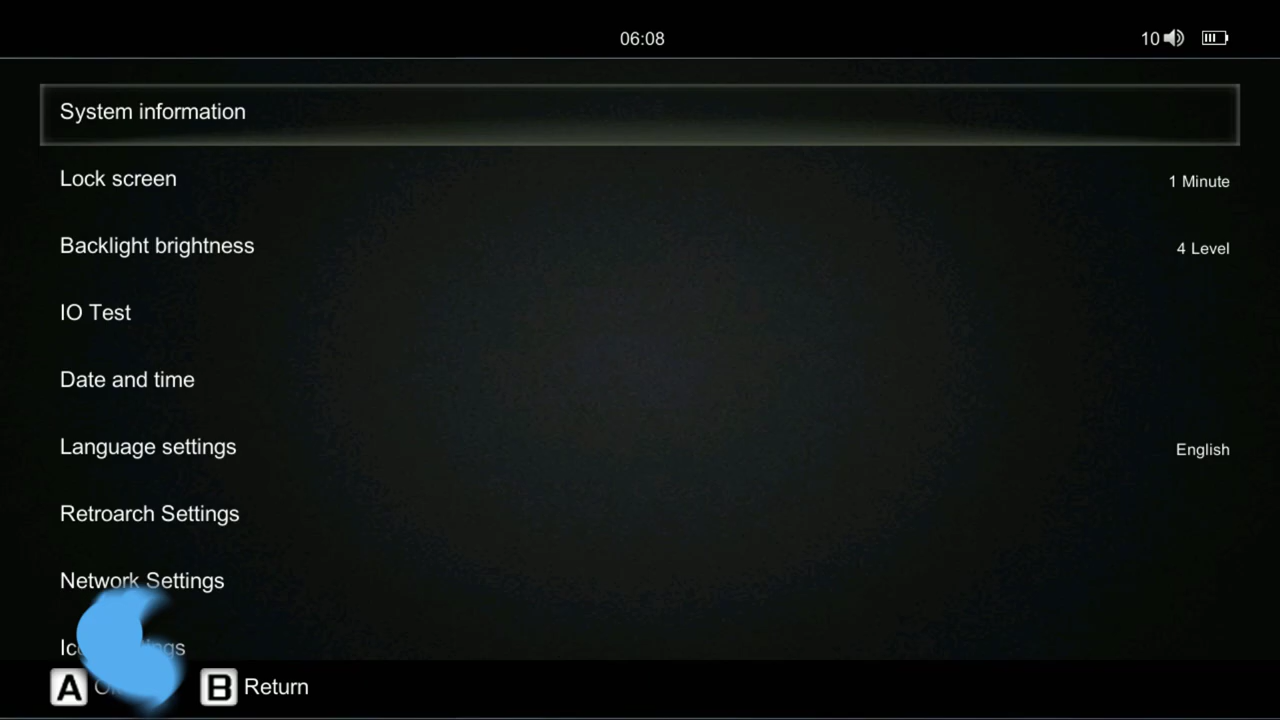 06:08
10
System information
Lock screen
1 Minute
Backlight brightness
4 Level
IO Test
Date and time
Language settings
English
Retroarch Settings
Network Settings
A B Return